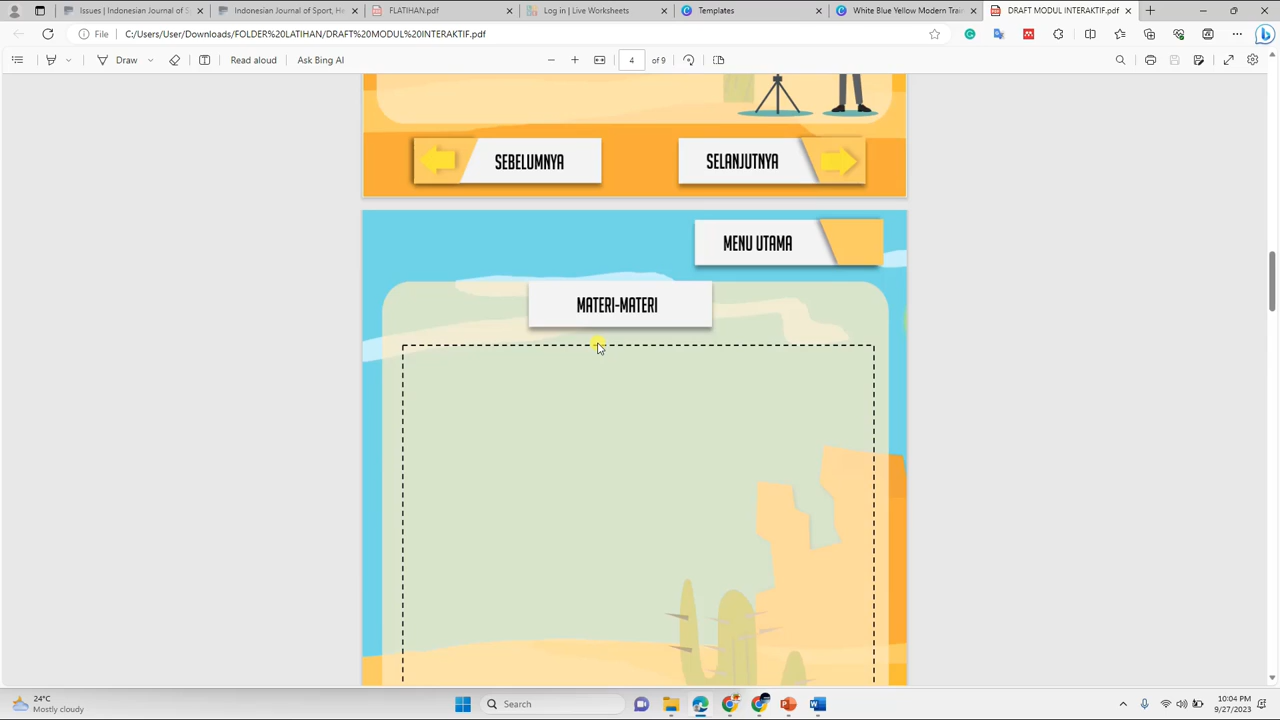 Issues | Indonesian Journal of S
Indonesian Journal of Sport, He
FLATIHAN.pdf
Log in | Live Worksheets
Templates
White Blue Yellow Modern Trai
DRAFT MODUL INTERAKTIF.pdf
File
C:/Users/User/Downloads/FOLDER%20LATIHAN/DRAFT%20MODUL%20INTERAKTIF.pdf
Draw
Read aloud
Ask Bing AI
4
of 9
SEBELUMNYA
SELANJUTNYA
MENU UTAMA
MATERI-MATERI
24°C
Mostly cloudy
Search
10:04 PM
9/27/2023